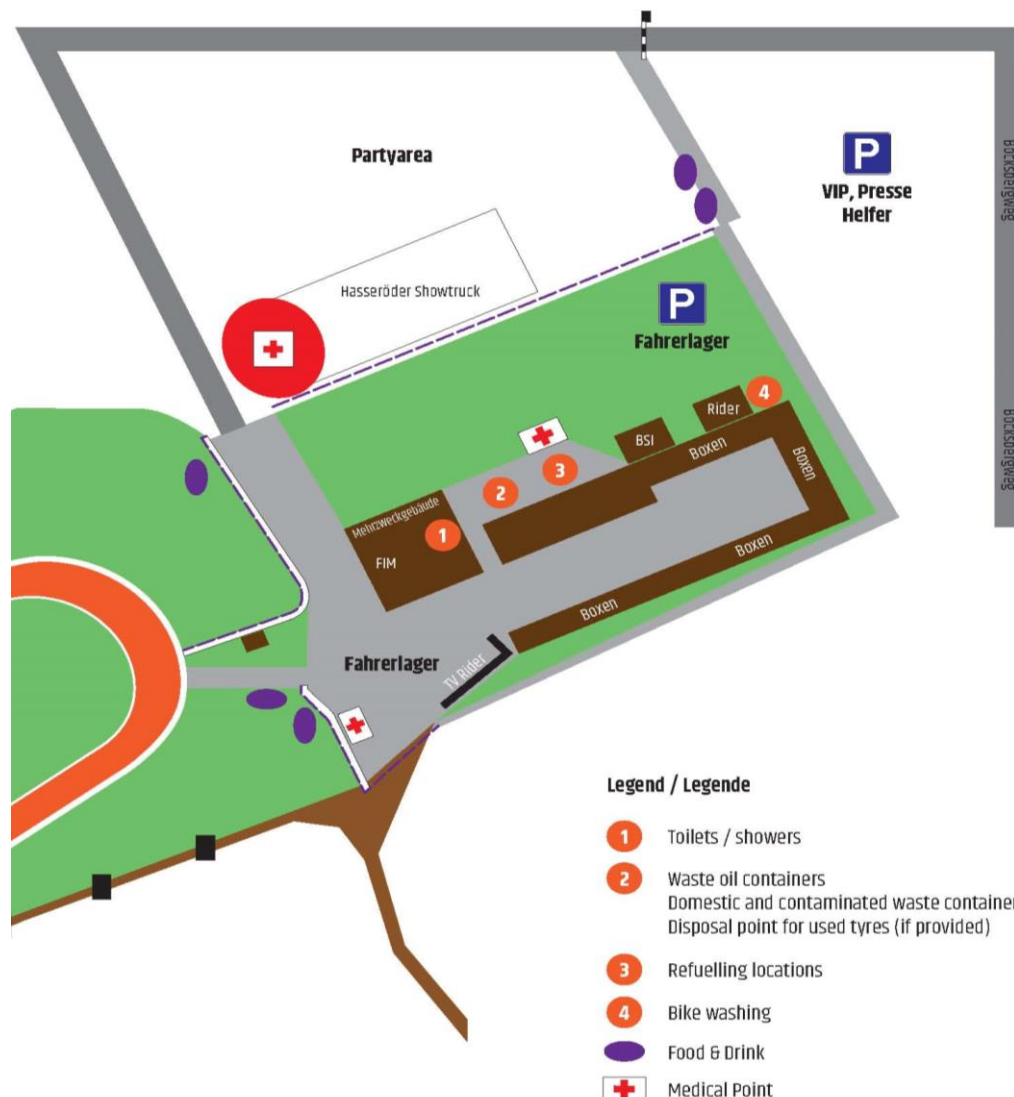 Partyarea
P
VIP, Presse
Helfer
Bocksbergweg
Hasseröder Showtruck
P
Fahrerlager
4
Rider
BSI
Boxen
Boxen
3
2
Mehrzweckgebäude
1
FIM
Boxen
Boxen
Bocksbergweg
Fahrerlager
TV Rider
Legend / Legende
1 Toilets / showers
2 Waste oil containers
Domestic and contaminated waste container
Disposal point for used tyres (if provided)
3 Refuelling locations
4 Bike washing
Food & Drink
Medical Point